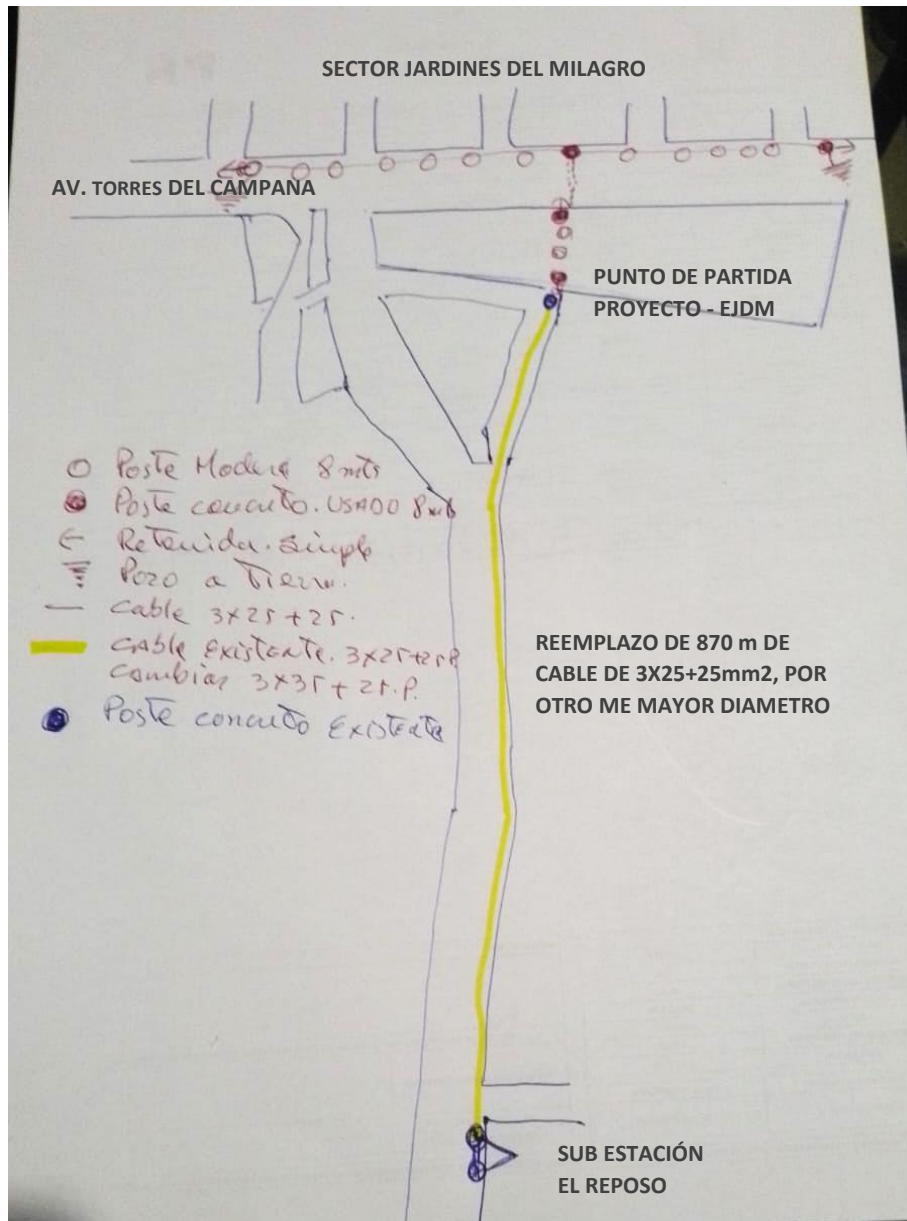 SECTOR JARDINES DEL MILAGRO
AV. TORRES DEL CAMPANA
PUNTO DE PARTIDA
PROYECTO - EJDM
Poste Madera 8 mts
Poste concreto. USADO 8 mts
Retenida. Simple
Pozo a Tierra.
cable 3x25+25.
CABLE Existente. 3x25+25P.
Cambiar 3x35+25.P.
Poste concreto Existente
REEMPLAZO DE 870 m DE
CABLE DE 3X25+25mm2, POR
OTRO ME MAYOR DIAMETRO
SUB ESTACIÓN
EL REPOSO